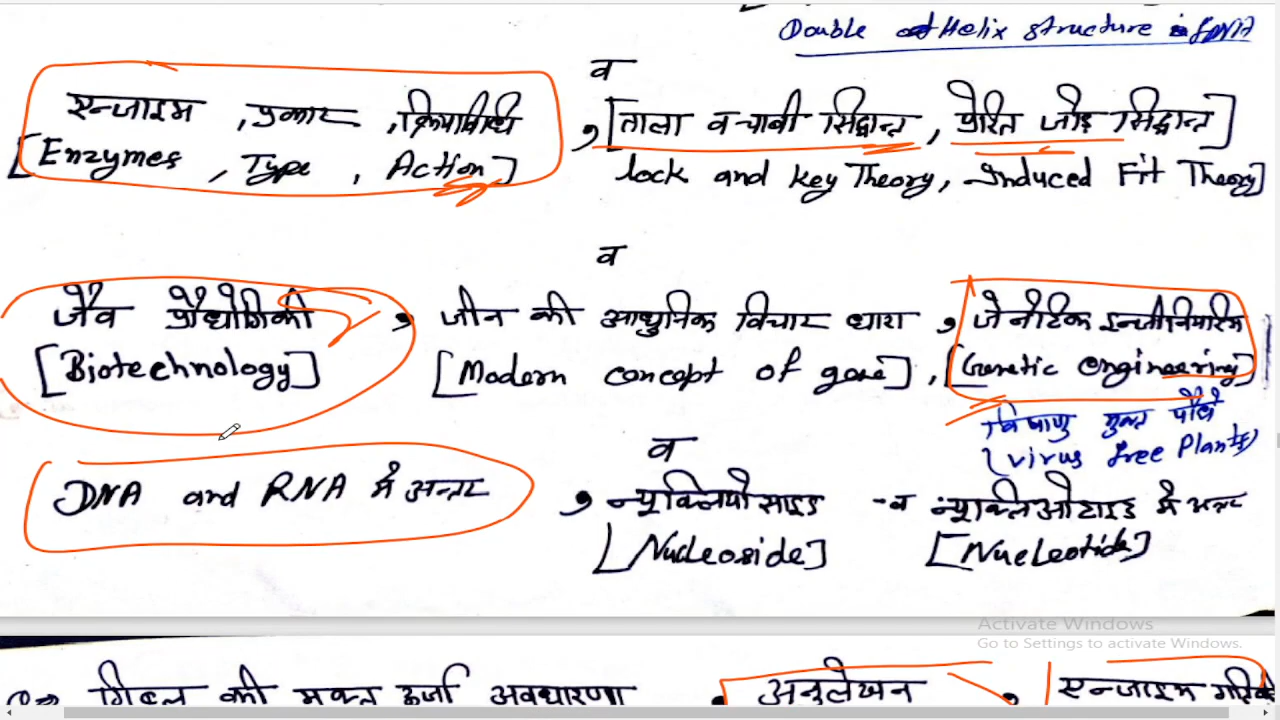 Double Helix Structure of DNA
व
एन्जाइम , प्रकार , क्रियाविधि , [ताला व चाबी सिद्धान्त , प्रेरित जोड़ सिद्धान्त]
[Enzymes , Type , Action] lock and key Theory, Induced Fit Theory]
व
जैव प्रौद्योगिकी , जीन की आधुनिक विचार धारा , जेनेटिक इन्जीनियरिंग
[Biotechnology] [Modern concept of gene] , [Genetic engineering]
विषाणु मुक्त पौधे
(virus free Plants)
व
DNA and RNA में अन्तर , न्यूक्लियोसाइड - व न्यूक्लिओटाइड में अन्तर
[Nucleoside] [Nucleotide]
Activate Windows
Go to Settings to activate Windows.
की मुक्त ऊर्जा अवधारणा , अनुलेखन , एन्जाइम